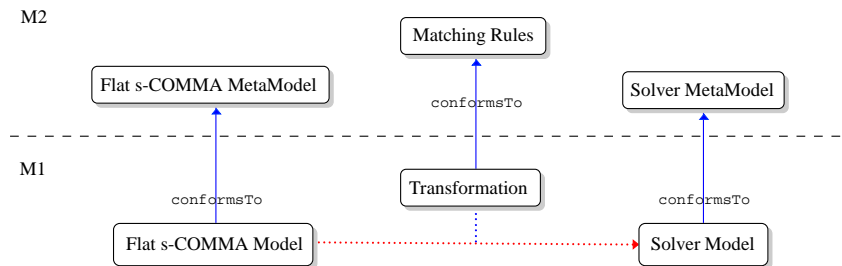 M2
Matching Rules
Flat s-COMMA MetaModel
Solver MetaModel
conformsTo
M1
Transformation
conformsTo
conformsTo
Flat s-COMMA Model
Solver Model